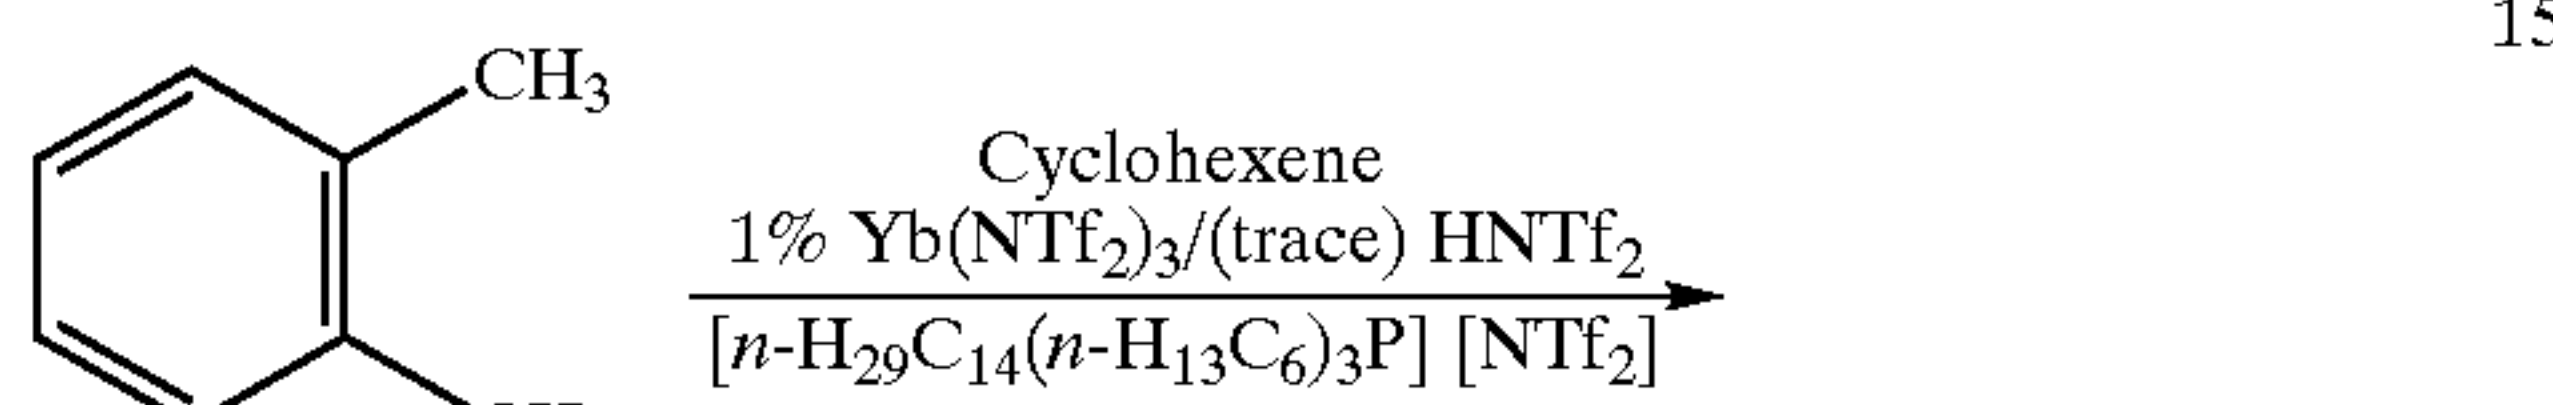 15
CH₃
Cyclohexene
1% Yb(NTf₂)₃/(trace) HNTf₂
[n-H₂₉C₁₄(n-H₁₃C₆)₃P] [NTf₂]